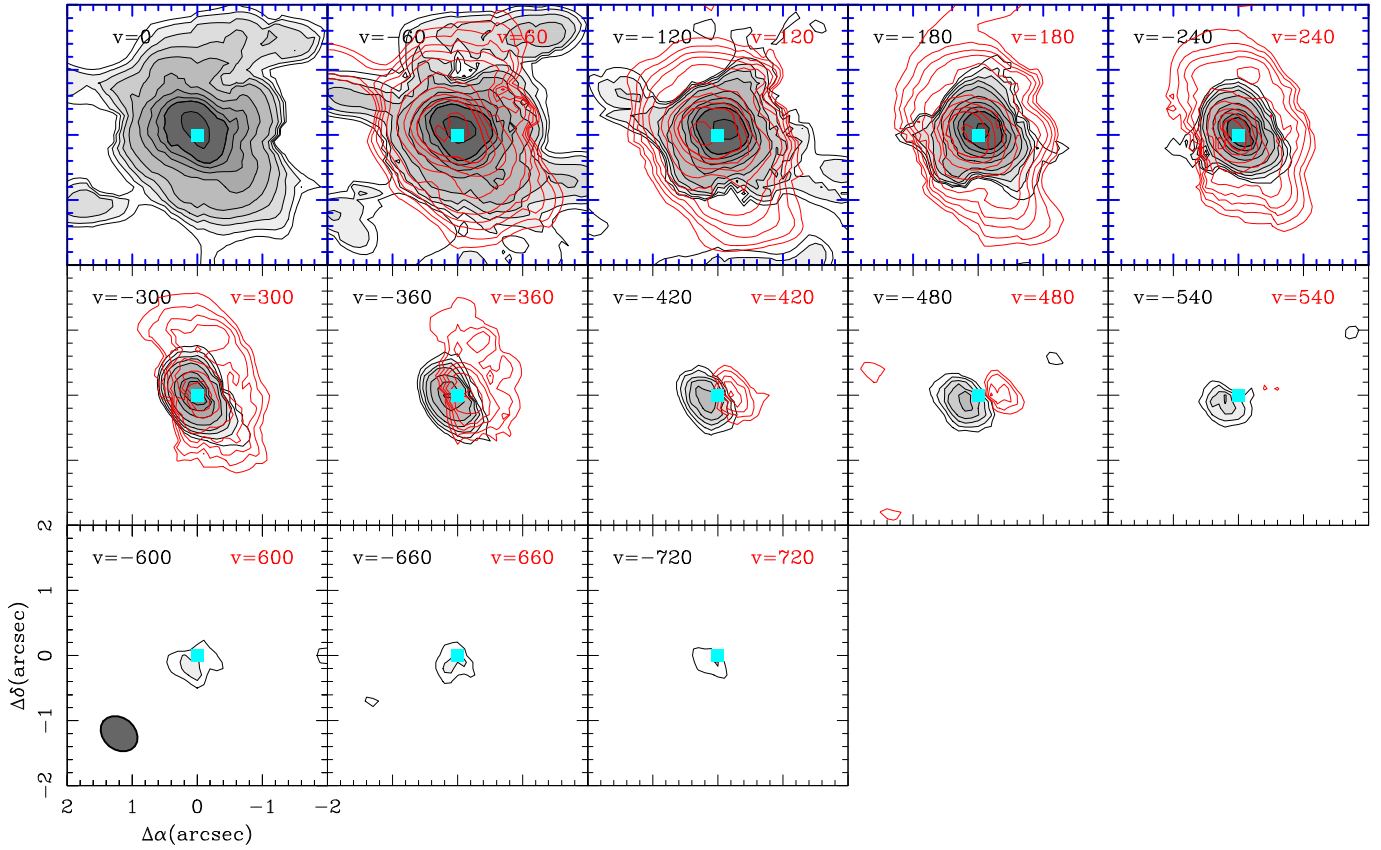 v=0
v=−60 v=60
v=−120 v=120
v=−180 v=180
v=−240 v=240
v=−300 v=300
v=−360 v=360
v=−420 v=420
v=−480 v=480
v=−540 v=540
v=−600 v=600
v=−660 v=660
v=−720 v=720
2
1
0
−1
−2
Δδ(arcsec)
2 1 0 −1 −2
Δα(arcsec)